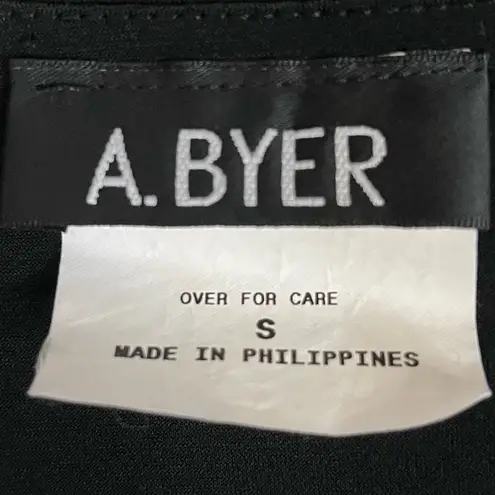 A.BYER
OVER FOR CARE
S
MADE IN PHILIPPINES